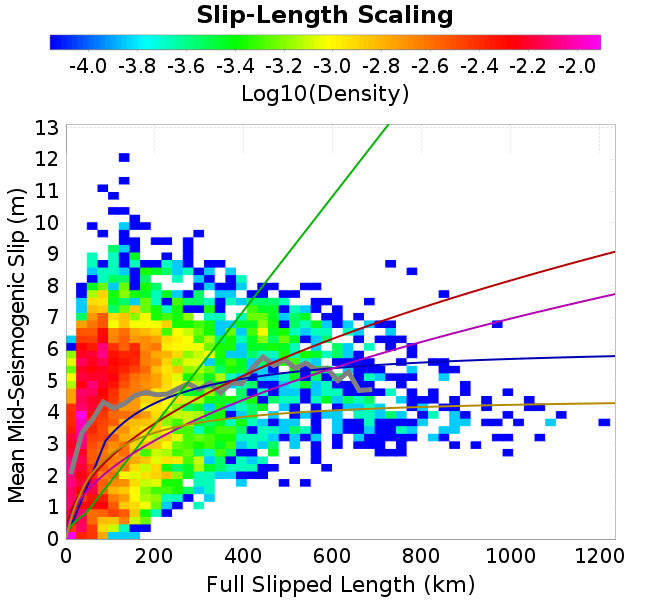 Slip-Length Scaling
-4.0 -3.8 -3.6 -3.4 -3.2 -3.0 -2.8 -2.6 -2.4 -2.2 -2.0
Log10(Density)
Mean Mid-Seismogenic Slip (m)
13
12
11
10
9
8
7
6
5
4
3
2
1
0
0 200 400 600 800 1000 1200
Full Slipped Length (km)